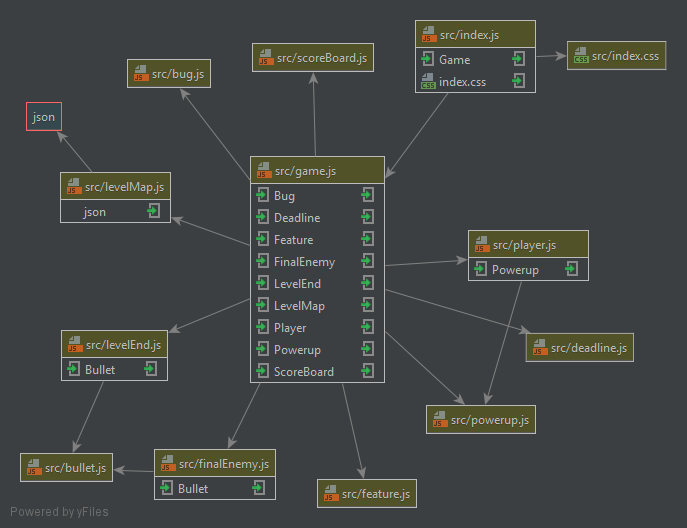 src/index.js
Game
index.css
src/index.css
src/scoreBoard.js
src/bug.js
json
src/levelMap.js
json
src/game.js
Bug
Deadline
Feature
FinalEnemy
LevelEnd
LevelMap
Player
Powerup
ScoreBoard
src/player.js
Powerup
src/deadline.js
src/levelEnd.js
Bullet
src/powerup.js
src/bullet.js
src/finalEnemy.js
Bullet
src/feature.js
Powered by yFiles
JS
JS
CSS
CSS
JS
JS
JS
JS
JS
JS
JS
JS
JS
JS
JS